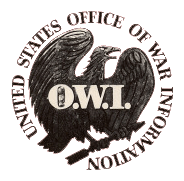 UNITED STATES OFFICE OF WAR INFORMATION
O.W.I.